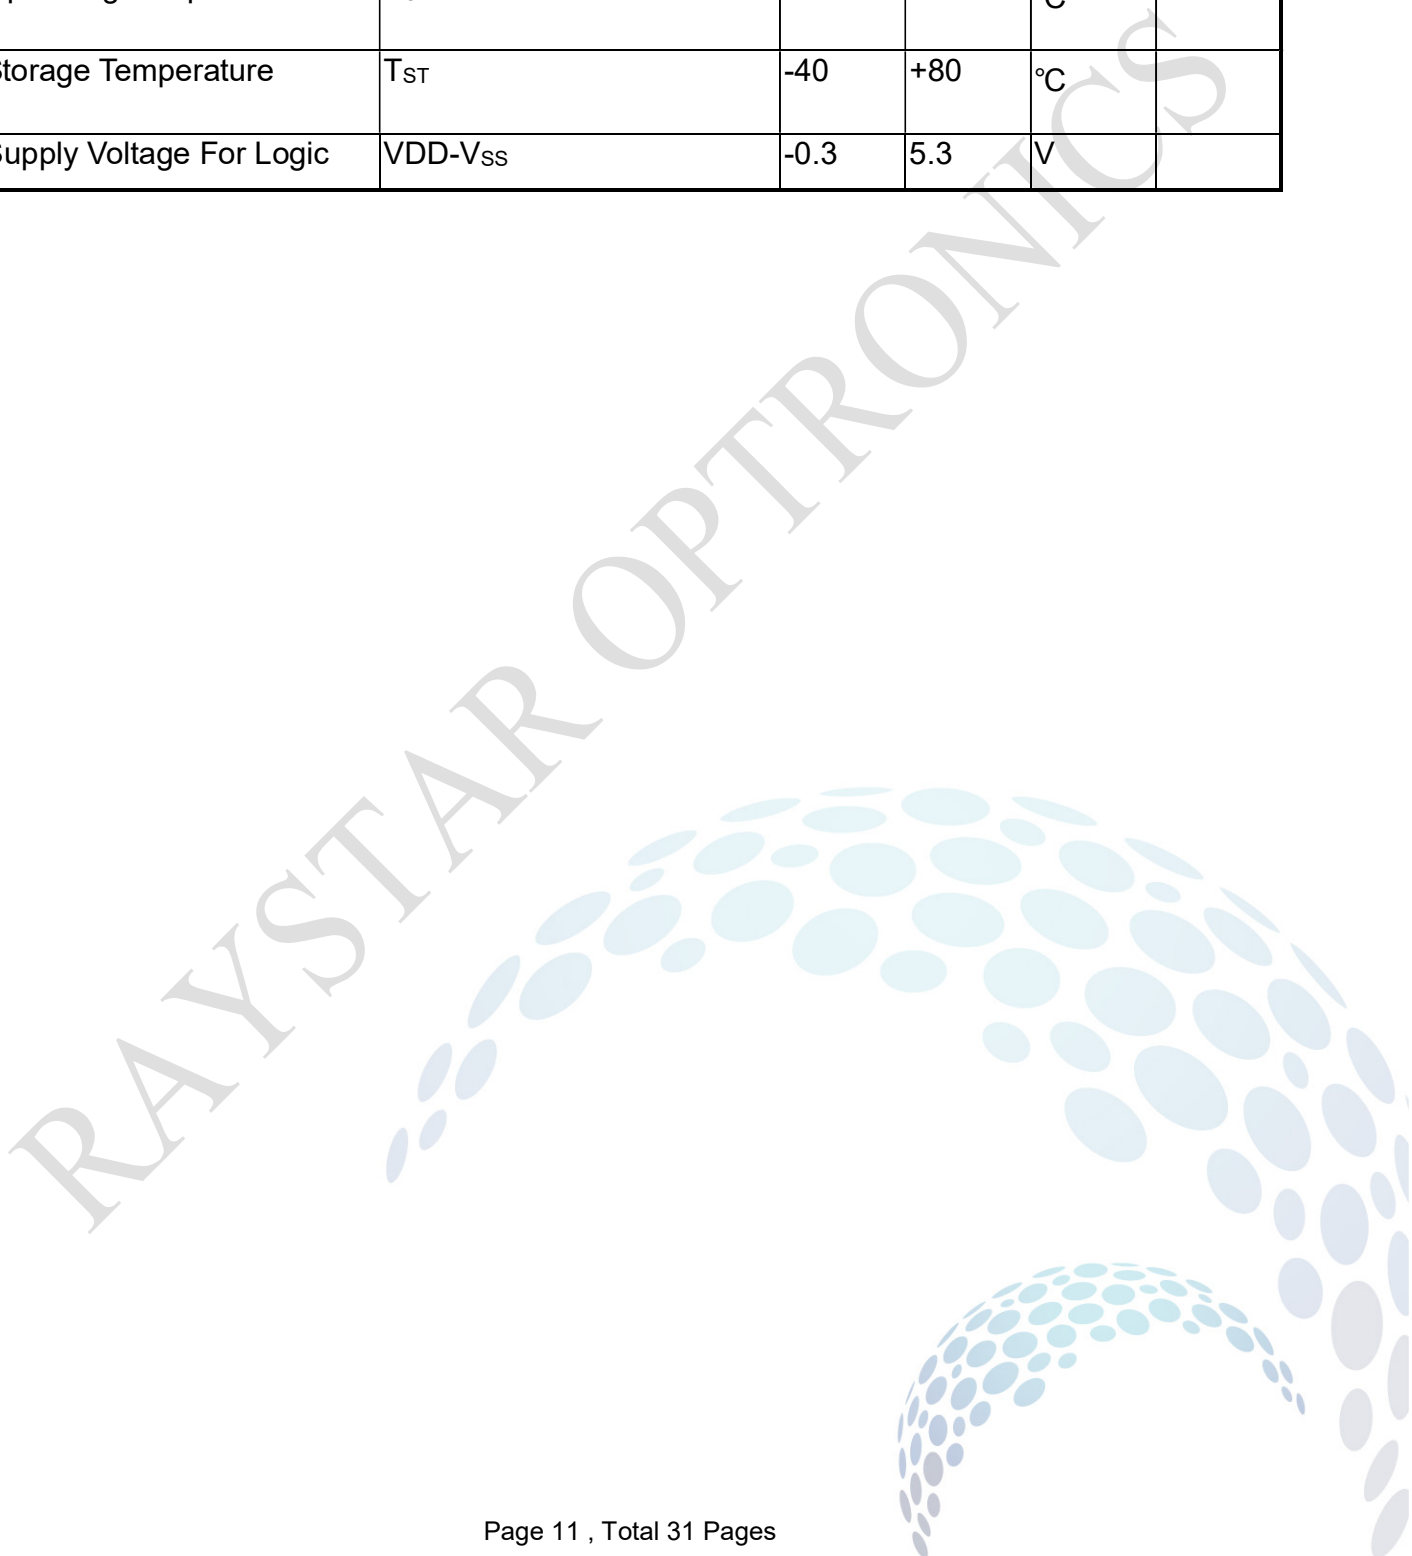 ℃
Storage Temperature TST -40 +80 ℃
Supply Voltage For Logic VDD-VSS -0.3 5.3 V
RAYSTAR OPTRONICS
Page 11 , Total 31 Pages